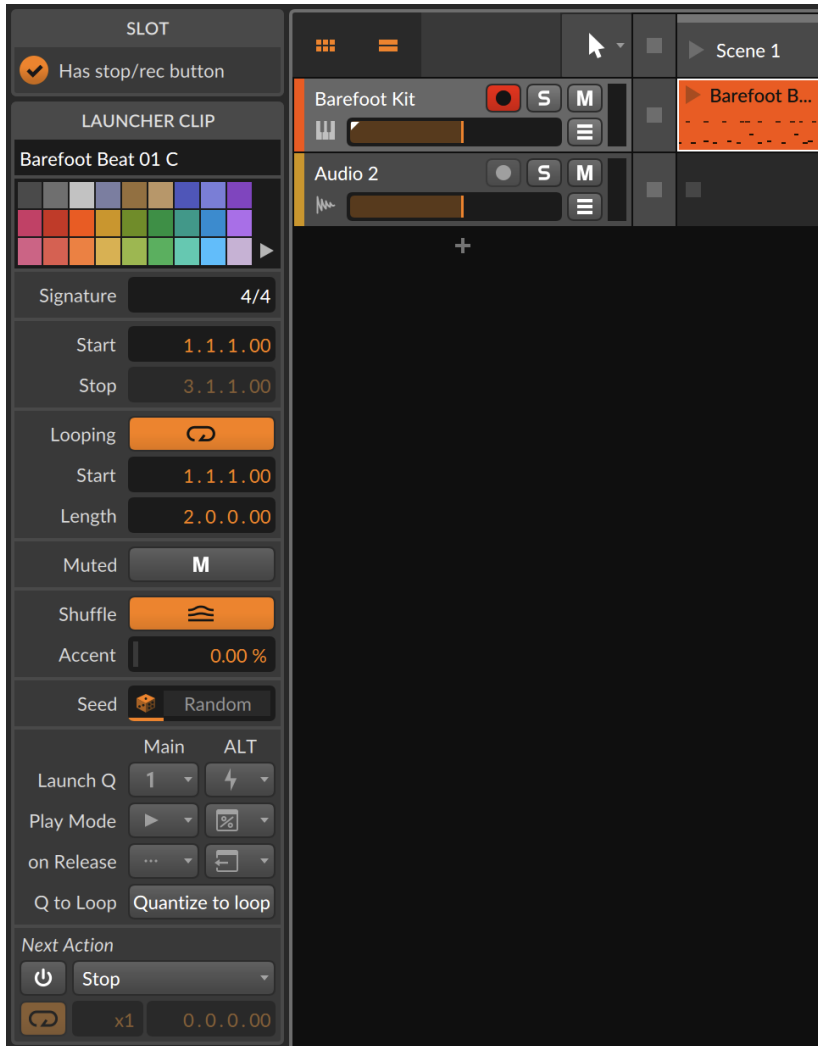 SLOT
Has stop/rec button
LAUNCHER CLIP
Barefoot Beat 01 C
Signature 4/4
Start 1.1.1.00
Stop 3.1.1.00
Looping
Start 1.1.1.00
Length 2.0.0.00
Muted M
Shuffle
Accent 0.00 %
Seed Random
Main ALT
Launch Q 1
Play Mode %
on Release ...
Q to Loop Quantize to loop
Next Action
Stop
x1 0.0.0.00
Scene 1
Barefoot Kit S M
Barefoot B...
Audio 2 S M
+